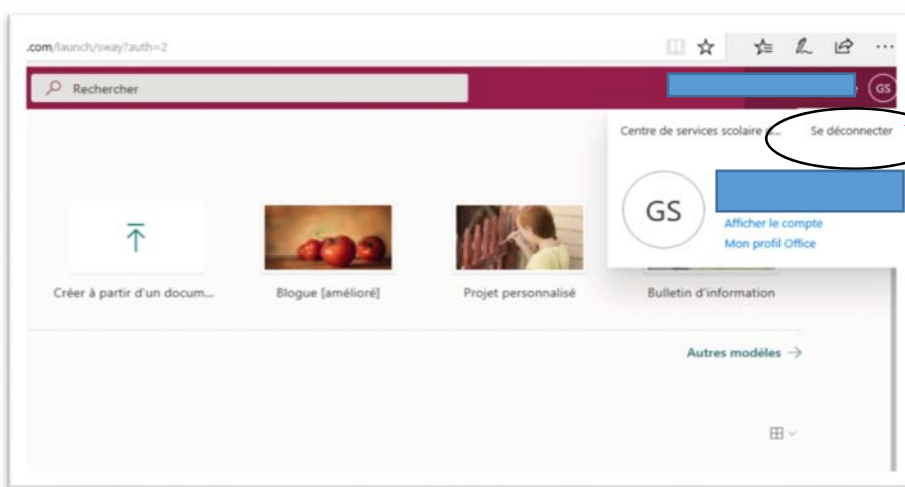 .com/launch/sway?auth=2
Rechercher
GS
Centre de services scolaire d...
Se déconnecter
GS
Afficher le compte
Mon profil Office
Créer à partir d'un docum...
Blogue [amélioré]
Projet personnalisé
Bulletin d'information
Autres modèles